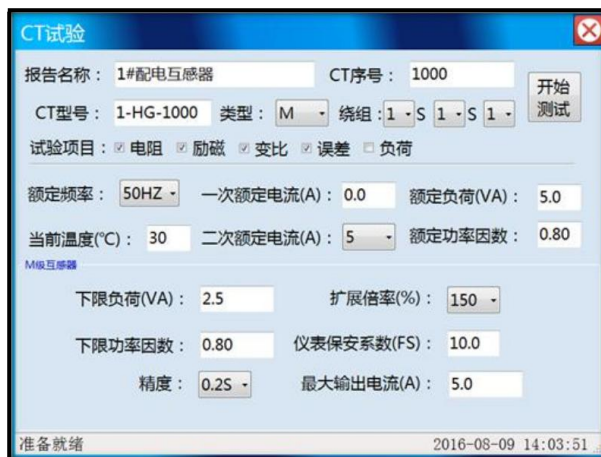 CT试验
报告名称： 1#配电互感器 CT序号： 1000 开始
CT型号： 1-HG-1000 类型： M 绕组：1 S 1 S 1 测试
试验项目： 电阻 励磁 变比 误差 负荷
额定频率： 50HZ 一次额定电流(A)： 0.0 额定负荷(VA)： 5.0
当前温度(℃)： 30 二次额定电流(A)： 5 额定功率因数： 0.80
M级互感器
下限负荷(VA)： 2.5 扩展倍率(%)： 150
下限功率因数： 0.80 仪表保安系数(FS)： 10.0
精度： 0.2S 最大输出电流(A)： 5.0
准备就绪 2016-08-09 14:03:51